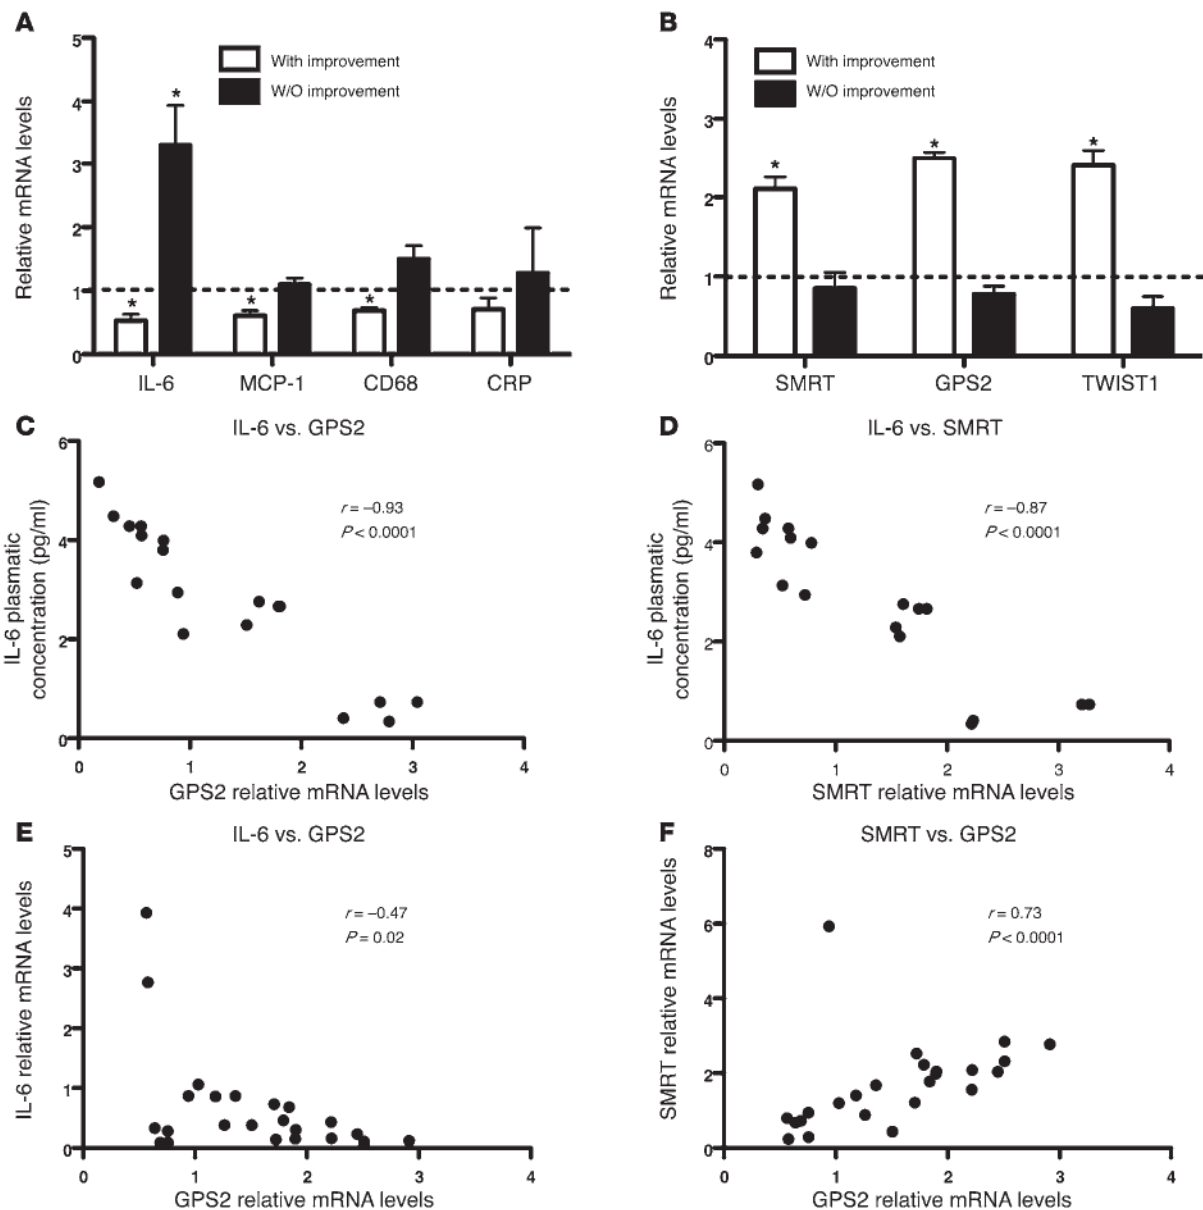 A
5
4
3
2
1
0
Relative mRNA levels
With improvement
W/O improvement
*
*
*
*
IL-6 MCP-1 CD68 CRP
B
4
3
2
1
0
Relative mRNA levels
With improvement
W/O improvement
*
*
*
SMRT GPS2 TWIST1
C
IL-6 vs. GPS2
6
4
2
0
IL-6 plasmatic
concentration (pg/ml)
r = –0.93
P < 0.0001
0 1 2 3 4
GPS2 relative mRNA levels
D
IL-6 vs. SMRT
6
4
2
0
IL-6 plasmatic
concentration (pg/ml)
r = –0.87
P < 0.0001
0 1 2 3 4
SMRT relative mRNA levels
E
IL-6 vs. GPS2
5
4
3
2
1
0
IL-6 relative mRNA levels
r = –0.47
P = 0.02
0 1 2 3 4
GPS2 relative mRNA levels
F
SMRT vs. GPS2
8
6
4
2
0
SMRT relative mRNA levels
r = 0.73
P < 0.0001
0 1 2 3 4
GPS2 relative mRNA levels